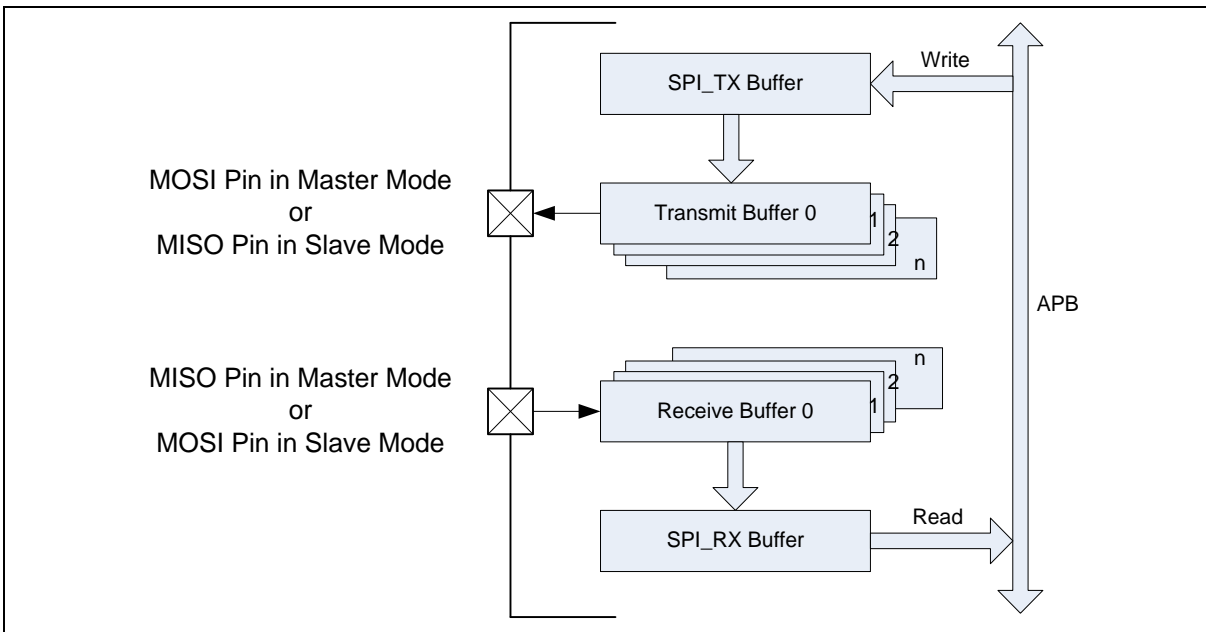 Write
SPI_TX Buffer
MOSI Pin in Master Mode
or
MISO Pin in Slave Mode
Transmit Buffer 0
1
2
n
APB
n
2
1
MISO Pin in Master Mode
or
MOSI Pin in Slave Mode
Receive Buffer 0
Read
SPI_RX Buffer